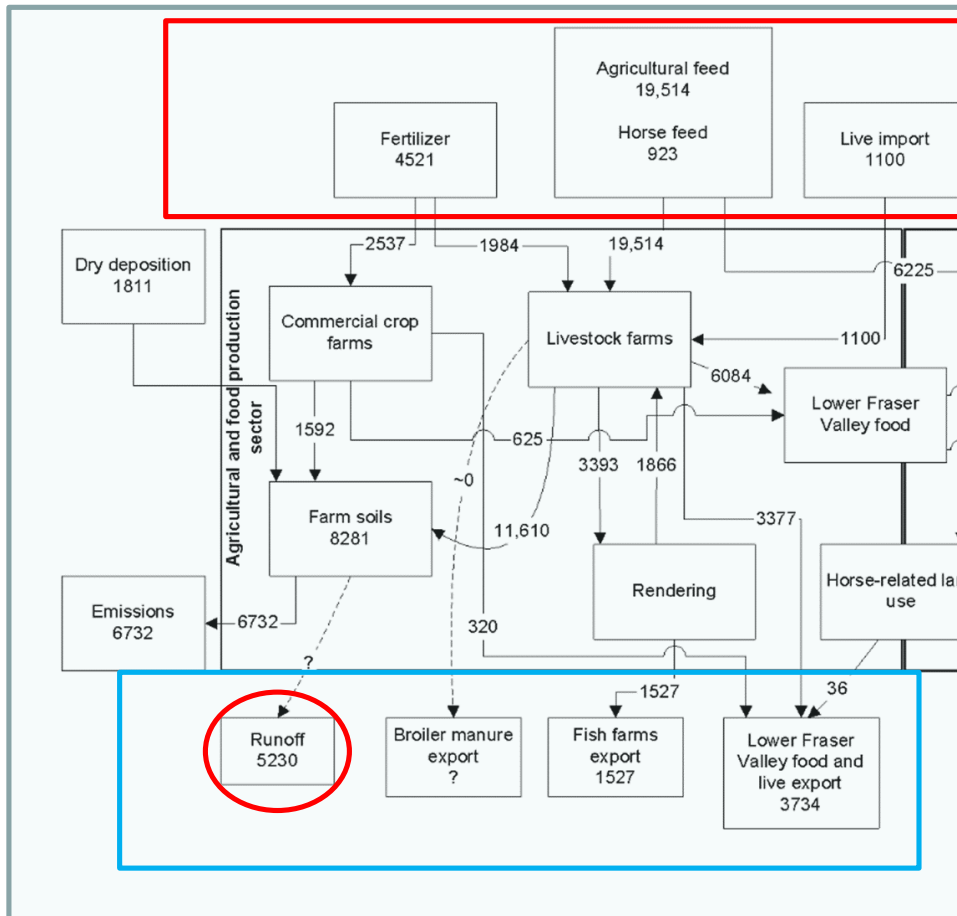 Agricultural feed
19,514
Horse feed
923
Fertilizer
4521
Live import
1100
2537
1984
19,514
6225
Dry deposition
1811
Agricultural and food production
sector
Commercial crop
farms
Livestock farms
1100
6084
Lower Fraser
Valley food
1592
625
3393
1866
~0
Farm soils
8281
11,610
3377
Rendering
Horse-related
use
Emissions
6732
6732
320
?
1527
36
Runoff
5230
Broiler manure
export
?
Fish farms
export
1527
Lower Fraser
Valley food and
live export
3734